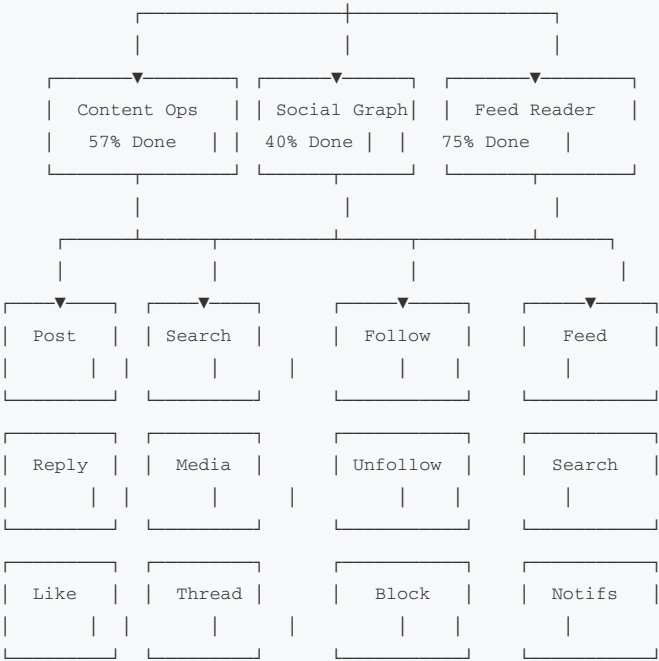 Content Ops Social Graph Feed Reader
57% Done 40% Done 75% Done
Post Search Follow Feed
Reply Media Unfollow Search
Like Thread Block Notifs